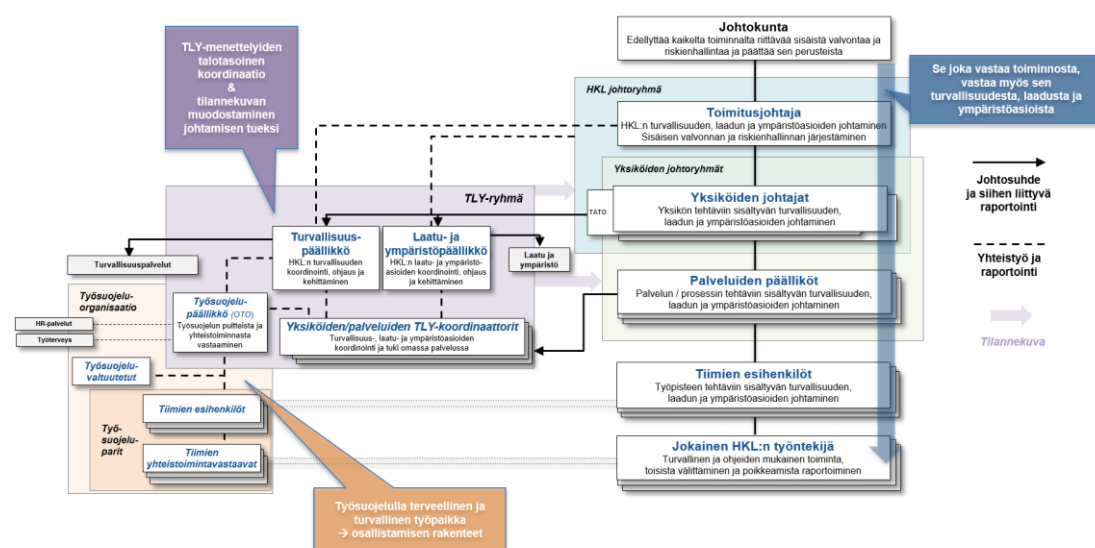 TLY-menettelyiden
talotasoinen
koordinaatio
&
tilannekuvan
muodostaminen
johtamisen tueksi
Johtokunta
Edellyttää kaikelta toiminnalta riittävää sisäistä valvontaa ja
riskienhallintaa ja päättää sen perusteista
Se joka vastaa toiminnosta,
vastaa myös sen
turvallisuudesta, laadusta ja
ympäristöasioista
HKL johtoryhmä
Toimitusjohtaja
HKL:n turvallisuuden, laadun ja ympäristöasioiden johtaminen
Sisäisen valvonnan ja riskienhallinnan järjestäminen
Yksiköiden johtoryhmät
TATO
Yksiköiden johtajat
Yksikön tehtäviin sisältyvän turvallisuuden,
laadun ja ympäristöasioiden johtaminen
Johtosuhde
ja siihen liittyvä
raportointi
Yhteistyö ja
raportointi
Tilannekuva
TLY-ryhmä
Turvallisuus-
päällikkö
HKL:n turvallisuuden
koordinointi, ohjaus ja
kehittäminen
Laatu- ja
ympäristöpäällikkö
HKL:n laatu- ja ympäristö-
asioiden koordinointi, ohjaus
ja kehittäminen
Turvallisuuspalvelut
Laatu ja
ympäristö
Palveluiden päälliköt
Palvelun / prosessin tehtäviin sisältyvän turvallisuuden,
laadun ja ympäristöasioiden johtaminen
Työsuojelu-
organisaatio
Työsuojelu-
päällikkö (OTO)
Työsuojelun puitteista ja
yhteistoiminnasta
vastaaminen
HR-palvelut
Työterveys
Yksiköiden/palveluiden TLY-koordinaattorit
Turvallisuus-, laatu- ja ympäristöasioiden
koordinointi ja tuki omassa palvelussa
Työsuojelu-
valtuutetut
Tiimien esihenkilöt
Työpisteen tehtäviin sisältyvän turvallisuuden,
laadun ja ympäristöasioiden johtaminen
Työ-
suojelu-
parit
Tiimien esihenkilöt
Tiimien
yhteistoimintavastaavat
Jokainen HKL:n työntekijä
Turvallinen ja ohjeiden mukainen toiminta,
toisista välittäminen ja poikkeamista raportoiminen
Työsuojelulla terveellinen ja
turvallinen työpaikka
→ osallistamisen rakenteet